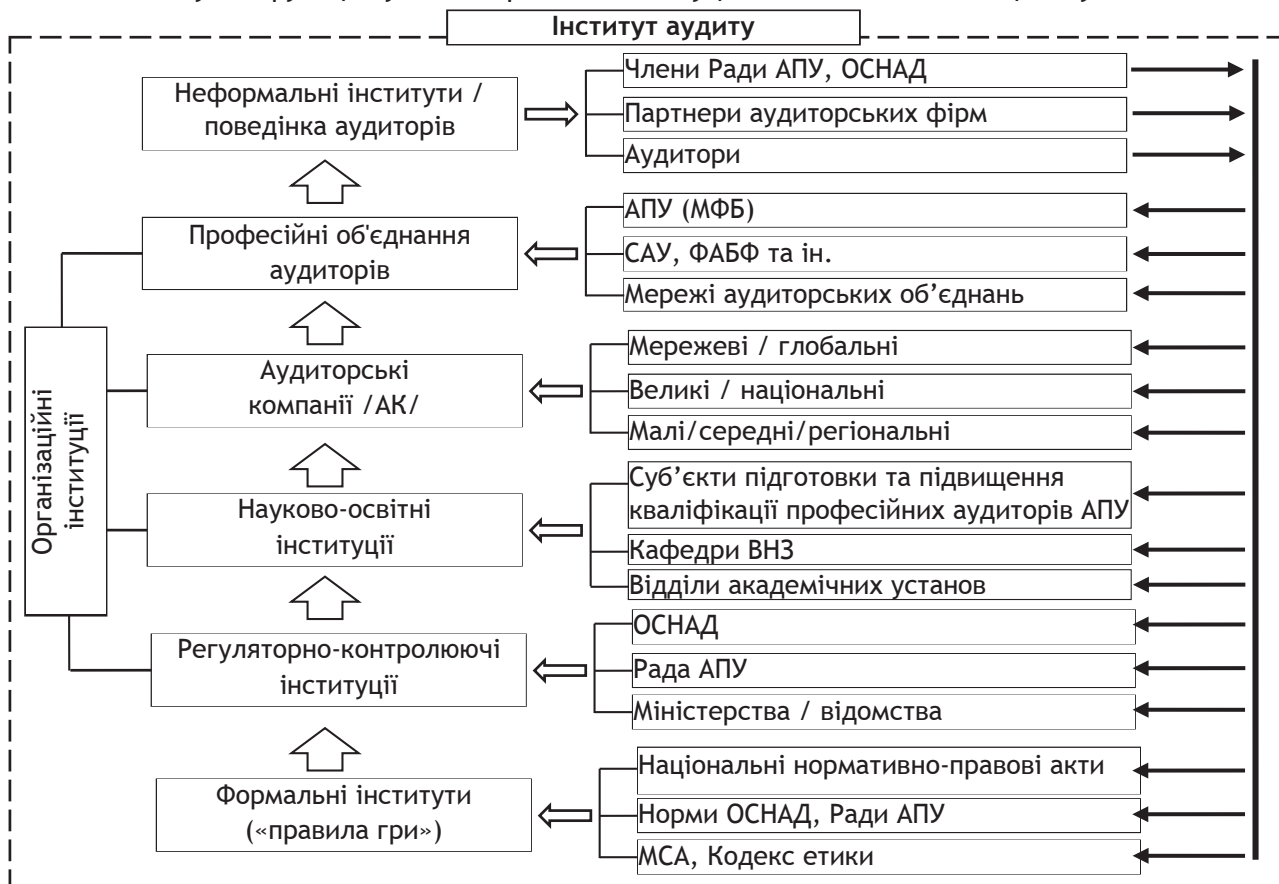 Інститут аудиту
Неформальні інститути /
поведінка аудиторів
Члени Ради АПУ, ОСНАД
Партнери аудиторських фірм
Аудитори
Професійні об'єднання
аудиторів
АПУ (МФБ)
САУ, ФАБФ та ін.
Мережі аудиторських об’єднань
Організаційні
інституції
Аудиторські
компанії /АК/
Мережеві / глобальні
Великі / національні
Малі/середні/регіональні
Науково-освітні
інституції
Суб’єкти підготовки та підвищення
кваліфікації професійних аудиторів АПУ
Кафедри ВНЗ
Відділи академічних установ
Регуляторно-контролюючі
інституції
ОСНАД
Рада АПУ
Міністерства / відомства
Формальні інститути
(«правила гри»)
Національні нормативно-правові акти
Норми ОСНАД, Ради АПУ
МСА, Кодекс етики